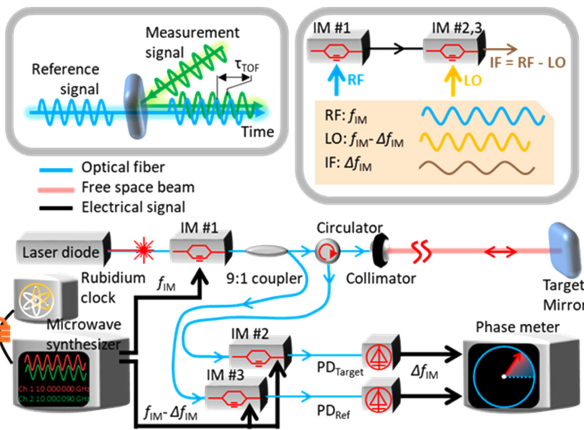 Measurement
signal
Reference
signal
τTOF
Time
IM #1
IM #2,3
RF
LO
IF = RF - LO
RF: fIM
LO: fIM- ΔfIM
IF: ΔfIM
Optical fiber
Free space beam
Electrical signal
Laser diode
IM #1
9:1 coupler
Circulator
Collimator
Target
Mirror
Rubidium
clock
fIM
Microwave
synthesizer
Ch.1 10.000000 GHz
Ch.2 10.000090 GHz
IM #2
IM #3
fIM- ΔfIM
PDTarget
PDRef
ΔfIM
Phase meter